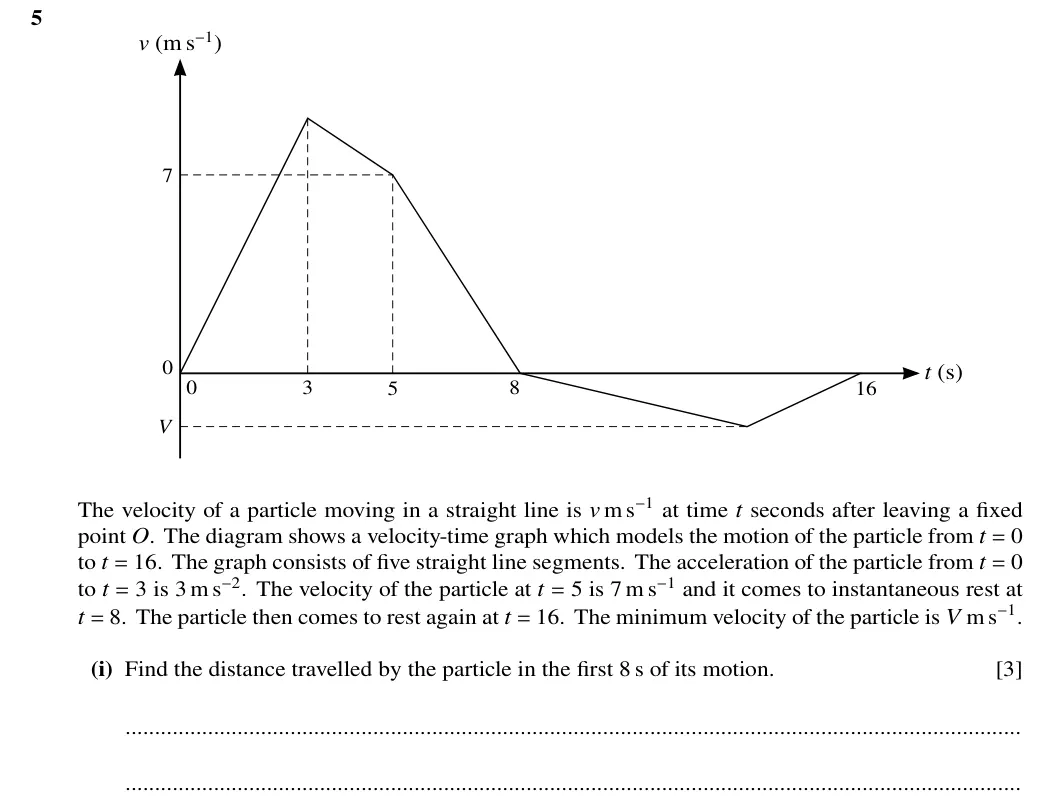 5
v (m s⁻¹)
7
0
0 3 5 8 16 t (s)
V
The velocity of a particle moving in a straight line is v m s⁻¹ at time t seconds after leaving a fixed
point O. The diagram shows a velocity-time graph which models the motion of the particle from t = 0
to t = 16. The graph consists of five straight line segments. The acceleration of the particle from t = 0
to t = 3 is 3 m s⁻². The velocity of the particle at t = 5 is 7 m s⁻¹ and it comes to instantaneous rest at
t = 8. The particle then comes to rest again at t = 16. The minimum velocity of the particle is V m s⁻¹.
(i) Find the distance travelled by the particle in the first 8 s of its motion. [3]